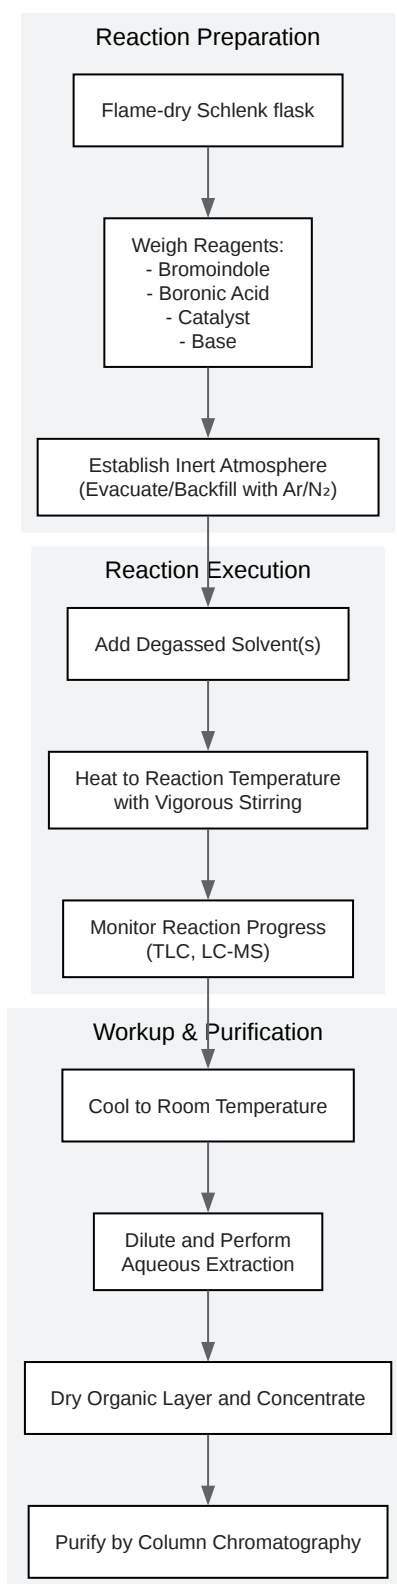 Reaction Preparation
Flame-dry Schlenk flask
Weigh Reagents:
- Bromoindole
- Boronic Acid
- Catalyst
- Base
Establish Inert Atmosphere
(Evacuate/Backfill with Ar/N₂)
Reaction Execution
Add Degassed Solvent(s)
Heat to Reaction Temperature
with Vigorous Stirring
Monitor Reaction Progress
(TLC, LC-MS)
Workup & Purification
Cool to Room Temperature
Dilute and Perform
Aqueous Extraction
Dry Organic Layer and Concentrate
Purify by Column Chromatography